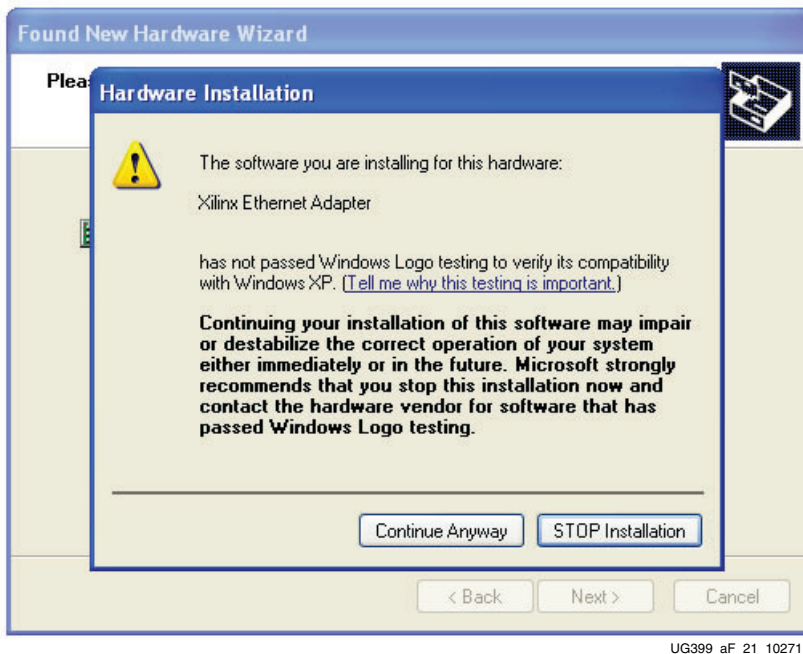 Found New Hardware Wizard
Plea
Hardware Installation
The software you are installing for this hardware:
Xilinx Ethernet Adapter
has not passed Windows Logo testing to verify its compatibility
with Windows XP. (Tell me why this testing is important.)
Continuing your installation of this software may impair
or destabilize the correct operation of your system
either immediately or in the future. Microsoft strongly
recommends that you stop this installation now and
contact the hardware vendor for software that has
passed Windows Logo testing.
Continue Anyway STOP Installation
< Back Next > Cancel
UG399_aF_21_10271